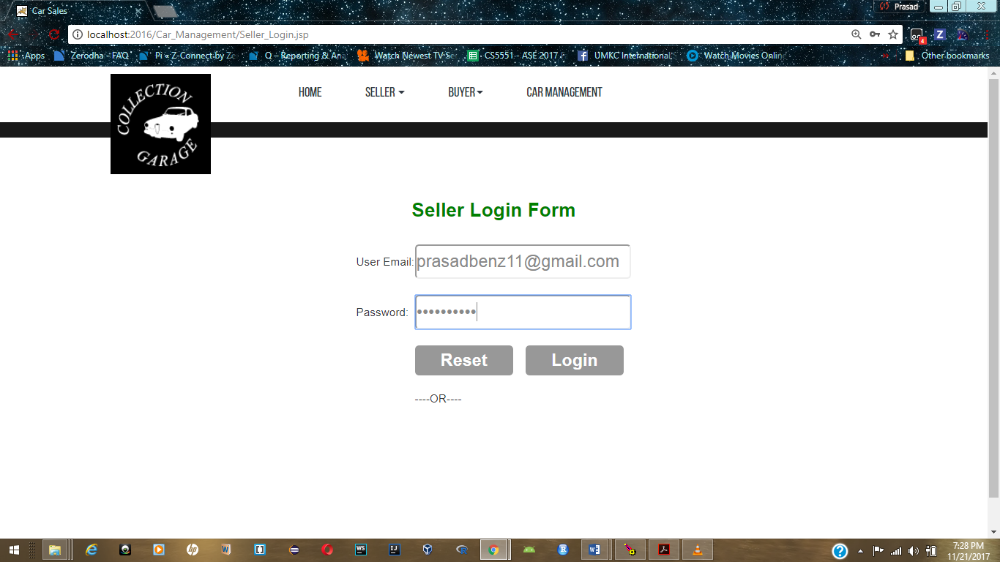 Car Sales
Prasad
localhost:2016/Car_Management/Seller_Login.jsp
Apps Zerodha - FAQ Pi « Z-Connect by Ze Q – Reporting & An Watch Newest TV Se CS5551 - ASE 2017 F UMKC International Watch Movies Online Other bookmarks
COLLECTION
GARAGE
HOME SELLER BUYER CAR MANAGEMENT
Seller Login Form
User Email: prasadbenz11@gmail.com
Password: ••••••••••
Reset Login
----OR----
7:28 PM
11/21/2017